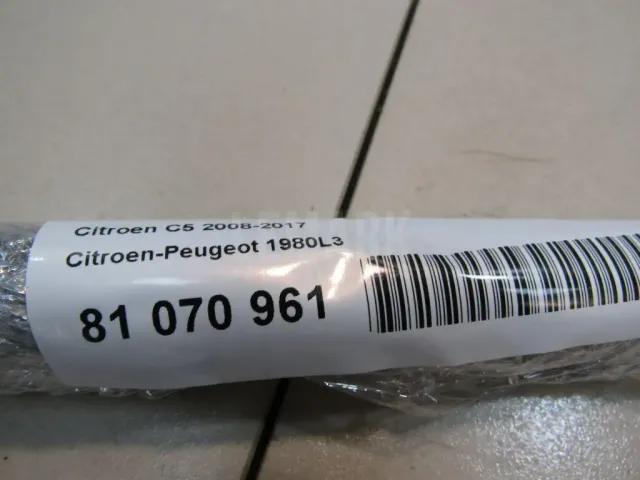 Citroen C5 2008-2017
Citroen-Peugeot 1980L3
81 070 961